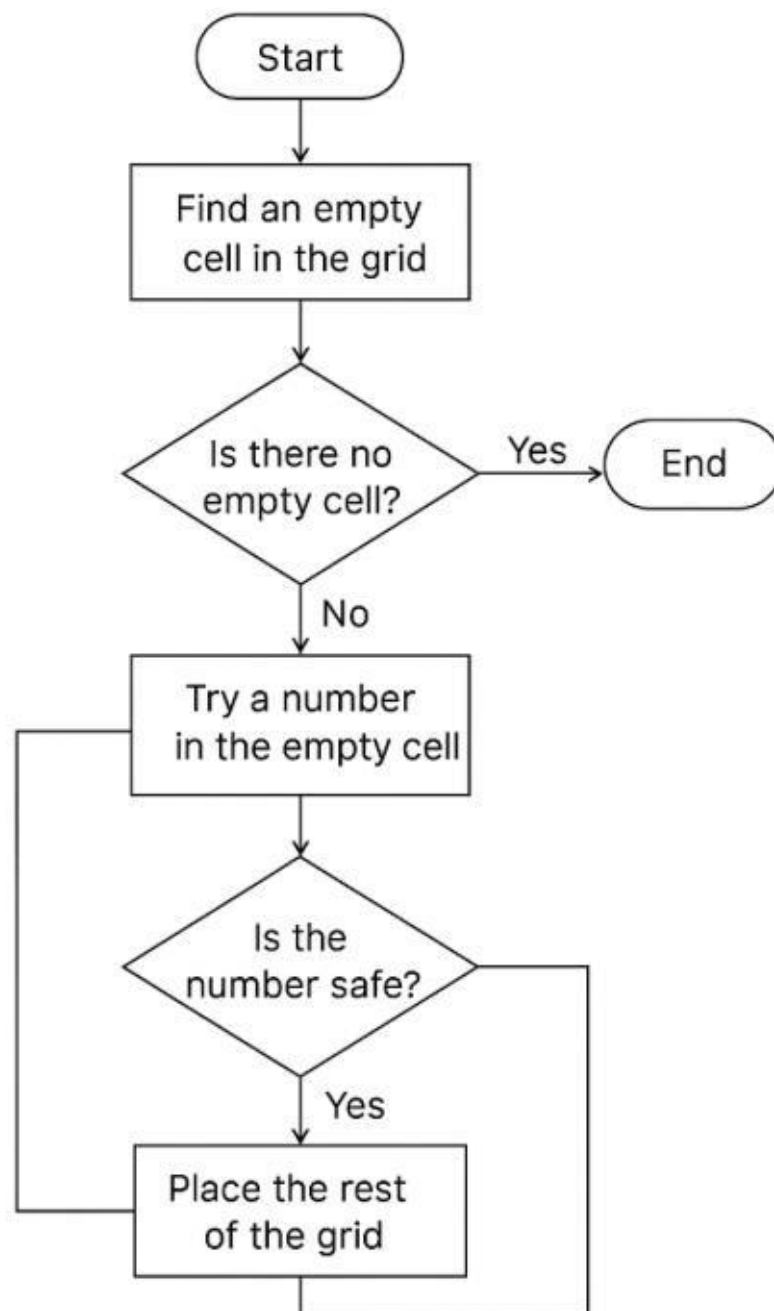 Start
Find an empty
cell in the grid
Is there no
empty cell?
Yes
End
No
Try a number
in the empty cell
Is the
number safe?
Yes
Place the rest
of the grid